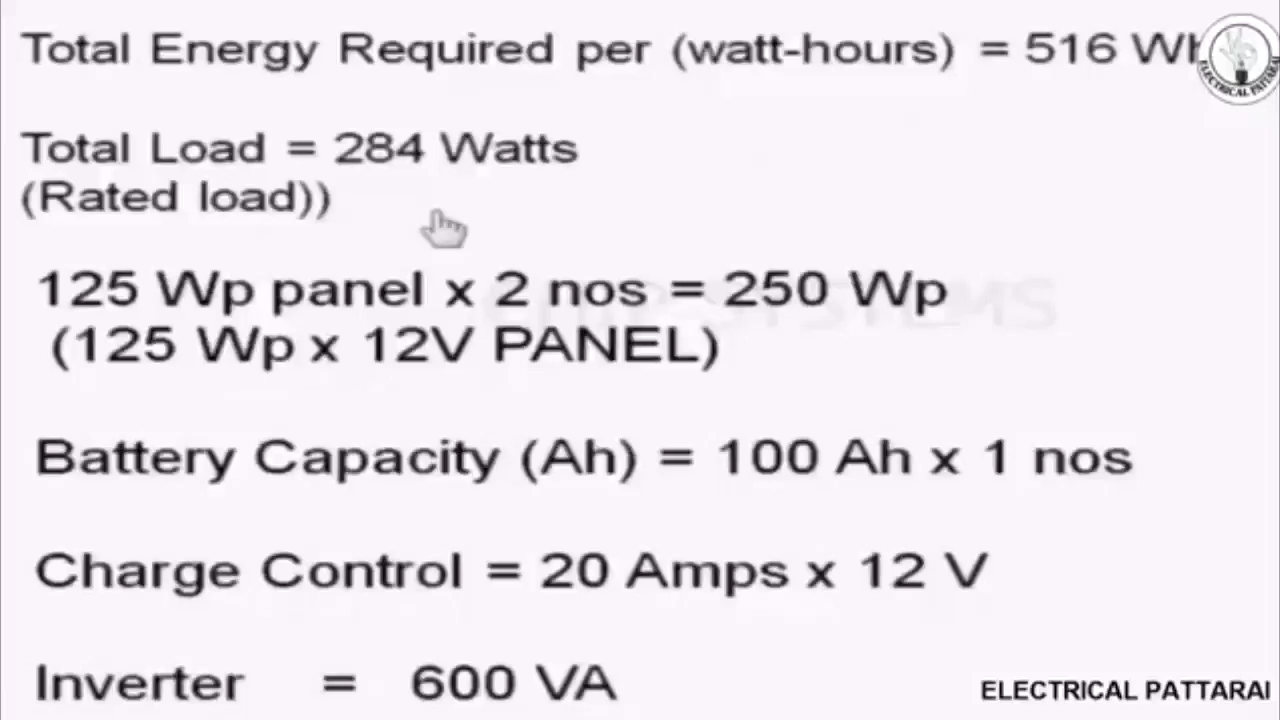 Total Energy Required per (watt-hours) = 516 Wh
Total Load = 284 Watts
(Rated load))
125 Wp panel x 2 nos = 250 Wp
(125 Wp x 12V PANEL)
Battery Capacity (Ah) = 100 Ah x 1 nos
Charge Control = 20 Amps x 12 V
Inverter = 600 VA
ELECTRICAL PATTARAI
ELECTRICAL PATTARAI